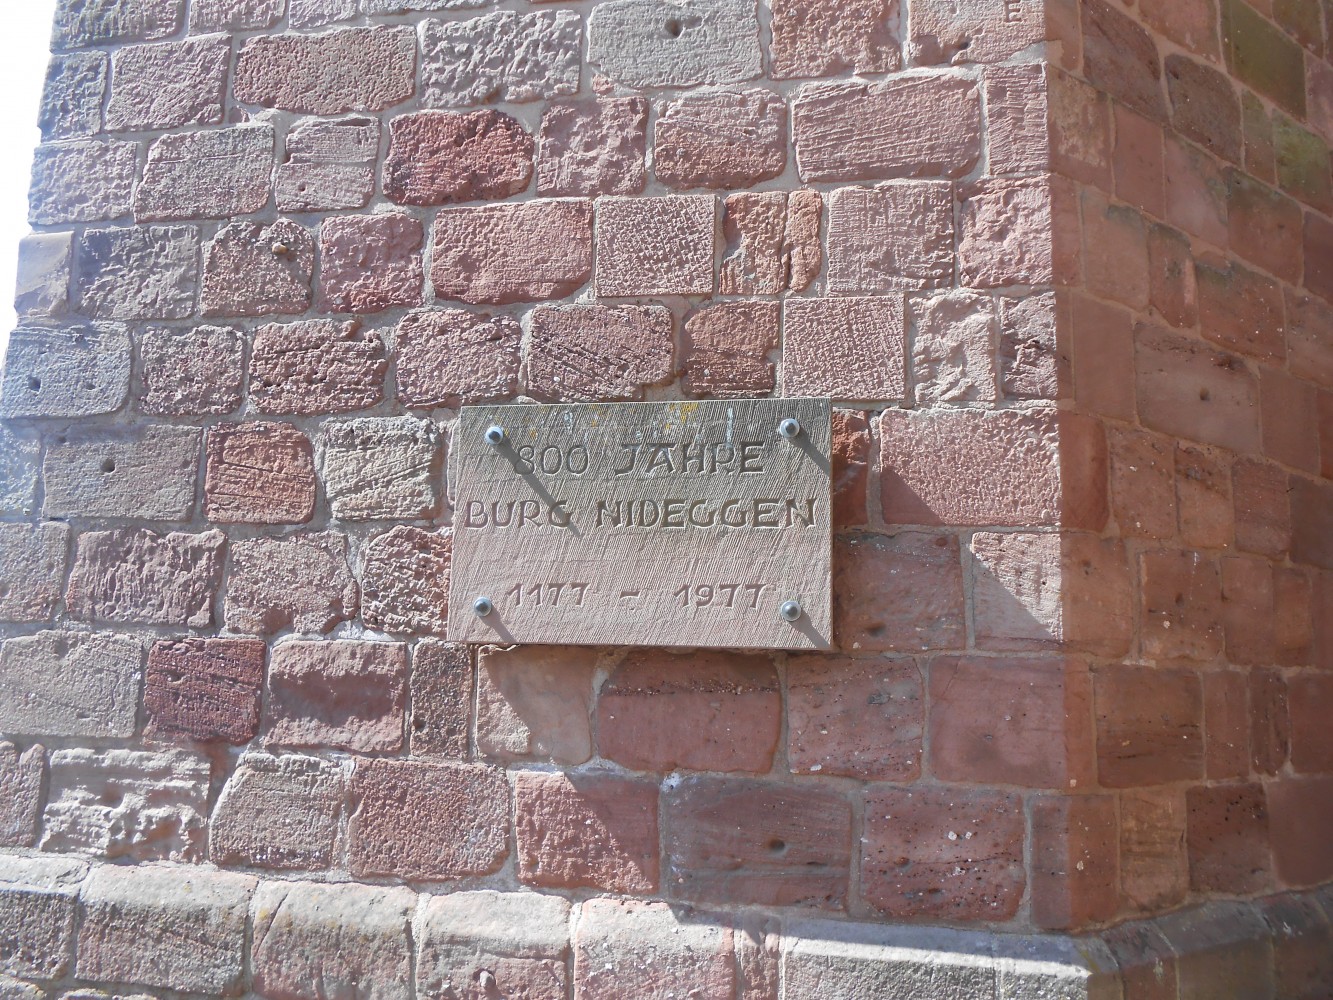 800 JAHRE
BURG NIDEGGEN
1177 - 1977